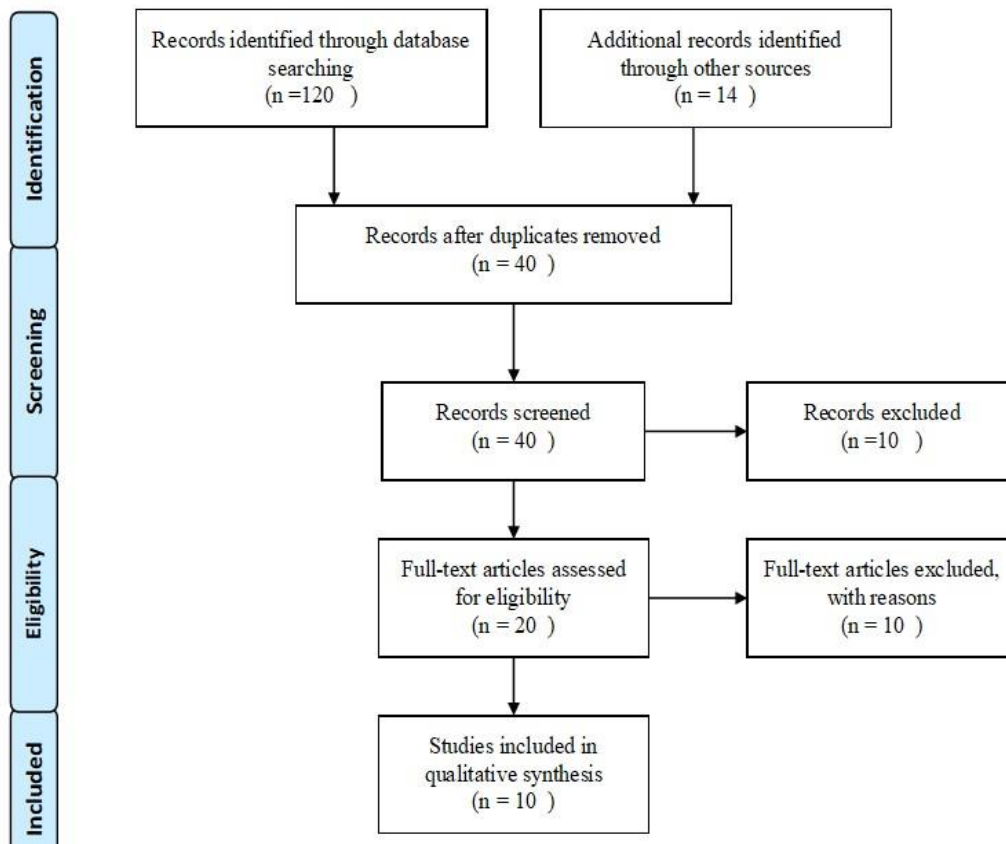 Identification
Records identified through database
searching
(n =120   )
Additional records identified
through other sources
(n = 14   )
Records after duplicates removed
(n = 40   )
Screening
Records screened
(n = 40   )
Records excluded
(n =10   )
Eligibility
Full-text articles assessed
for eligibility
(n = 20   )
Full-text articles excluded,
with reasons
(n = 10   )
Included
Studies included in
qualitative synthesis
(n = 10   )